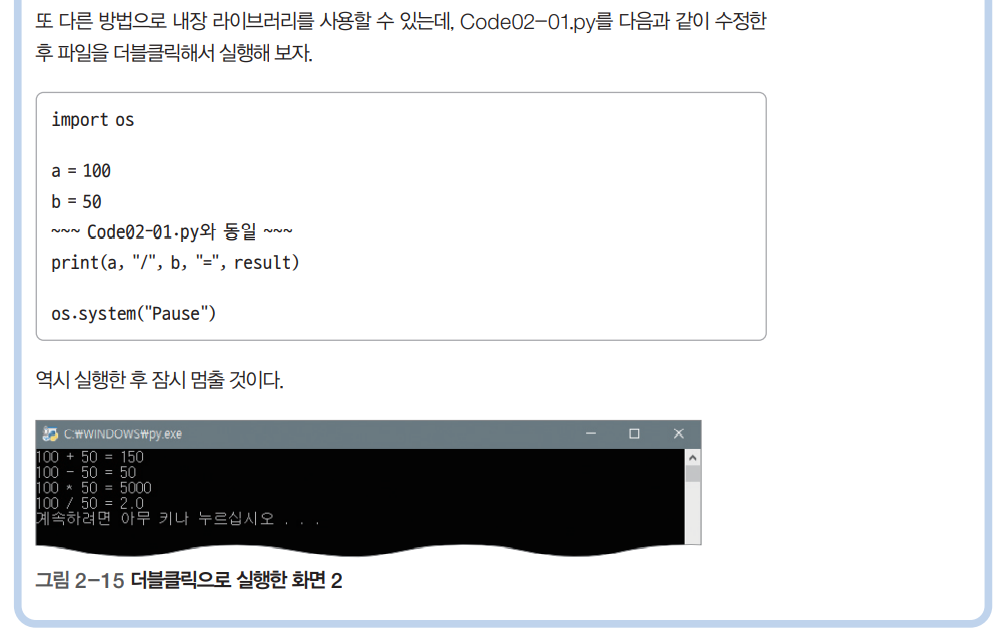 또 다른 방법으로 내장 라이브러리를 사용할 수 있는데, Code02-01.py를 다음과 같이 수정한
후 파일을 더블클릭해서 실행해 보자.
import os
a = 100
b = 50
~~~ Code02-01.py와 동일 ~~~
print(a, "/", b, "=", result)
os.system("Pause")
역시 실행한 후 잠시 멈출 것이다.
C:₩WINDOWS₩py.exe
100 + 50 = 150
100 - 50 = 50
100 * 50 = 5000
100 / 50 = 2.0
계속하려면 아무 키나 누르십시오 . . .
그림 2-15 더블클릭으로 실행한 화면 2